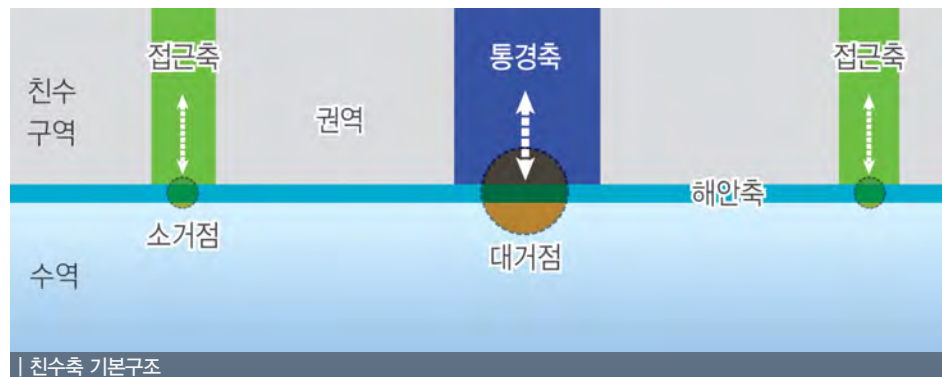 접근축
통경축
접근축
친수
구역
권역
해안축
소거점
대거점
수역
| 친수축 기본구조